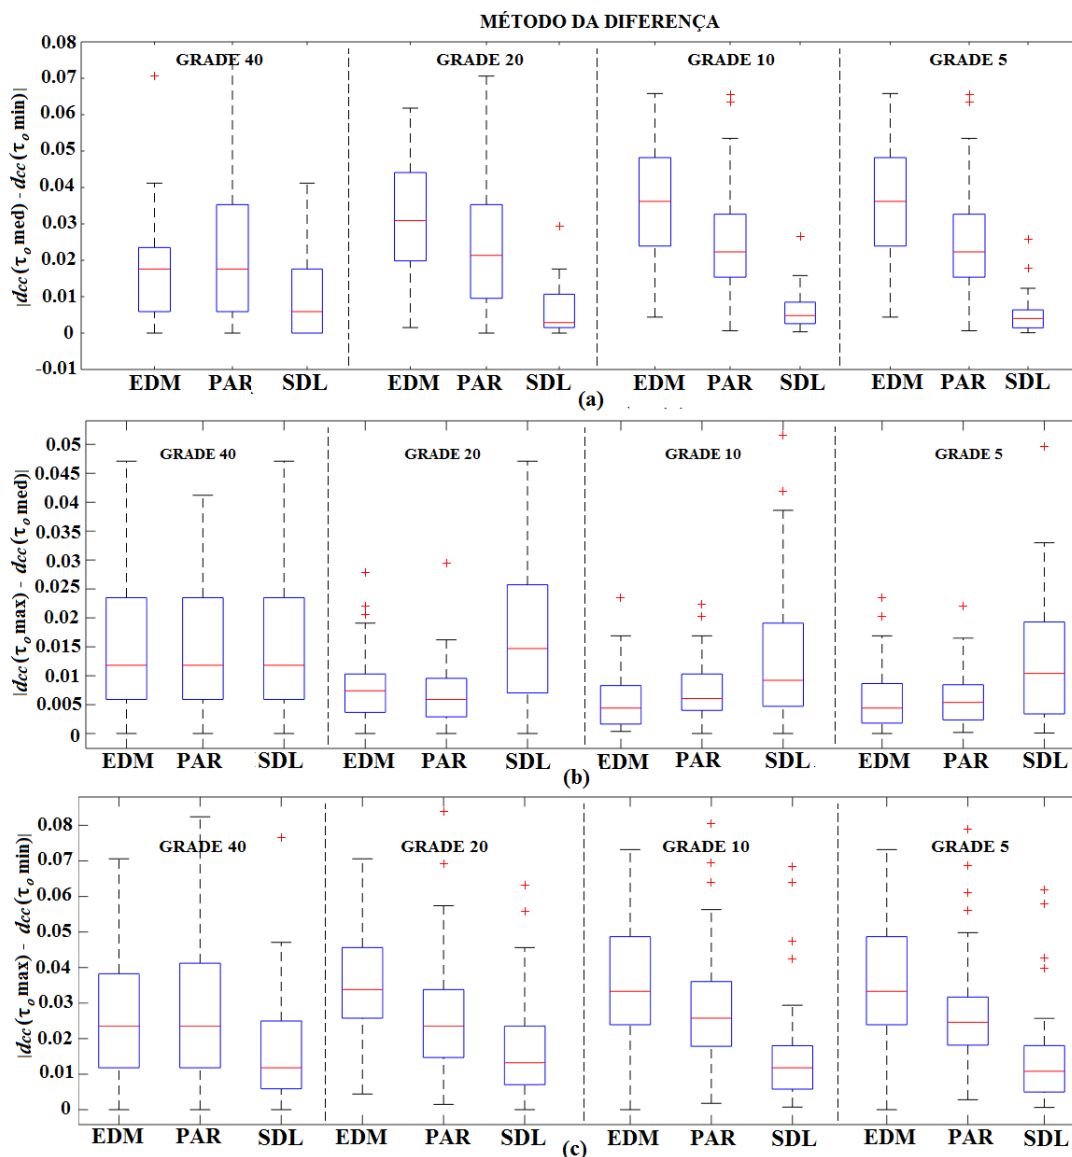 MÉTODO DA DIFERENÇA
|dcc(τo med) - dcc(τo min)|
0.08
0.07
0.06
0.05
0.04
0.03
0.02
0.01
0
-0.01
GRADE 40 GRADE 20 GRADE 10 GRADE 5
EDM PAR SDL EDM PAR SDL EDM PAR SDL EDM PAR SDL
(a)
|dcc(τo max) - dcc(τo med)|
0.05
0.045
0.04
0.035
0.03
0.025
0.02
0.015
0.01
0.005
0
GRADE 40 GRADE 20 GRADE 10 GRADE 5
EDM PAR SDL EDM PAR SDL EDM PAR SDL EDM PAR SDL
(b)
|dcc(τo max) - dcc(τo min)|
0.08
0.07
0.06
0.05
0.04
0.03
0.02
0.01
0
GRADE 40 GRADE 20 GRADE 10 GRADE 5
EDM PAR SDL EDM PAR SDL EDM PAR SDL EDM PAR SDL
(c)